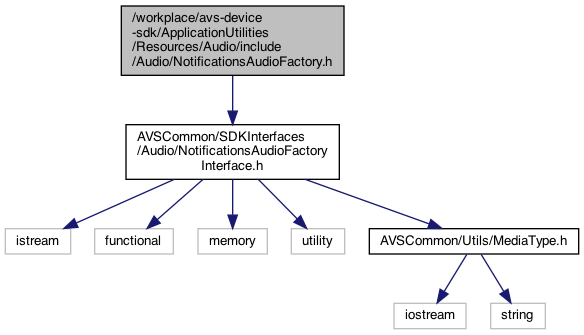 /workplace/avs-device
-sdk/ApplicationUtilities
/Resources/Audio/include
/Audio/NotificationsAudioFactory.h
AVSCommon/SDKInterfaces
/Audio/NotificationsAudioFactory
Interface.h
istream
functional
memory
utility
AVSCommon/Utils/MediaType.h
iostream
string